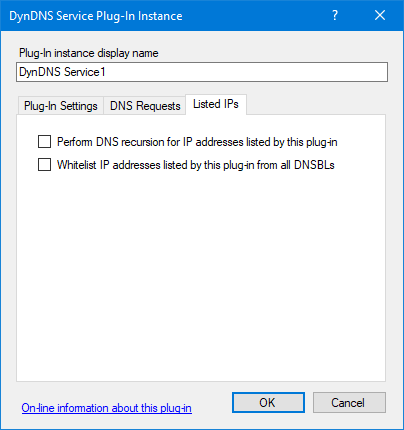 DynDNS Service Plug-In Instance
?
Plug-In instance display name
DynDNS Service1
Plug-In Settings DNS Requests Listed IPs
Perform DNS recursion for IP addresses listed by this plug-in
Whitelist IP addresses listed by this plug-in from all DNSBLs
On-line information about this plug-in
OK Cancel